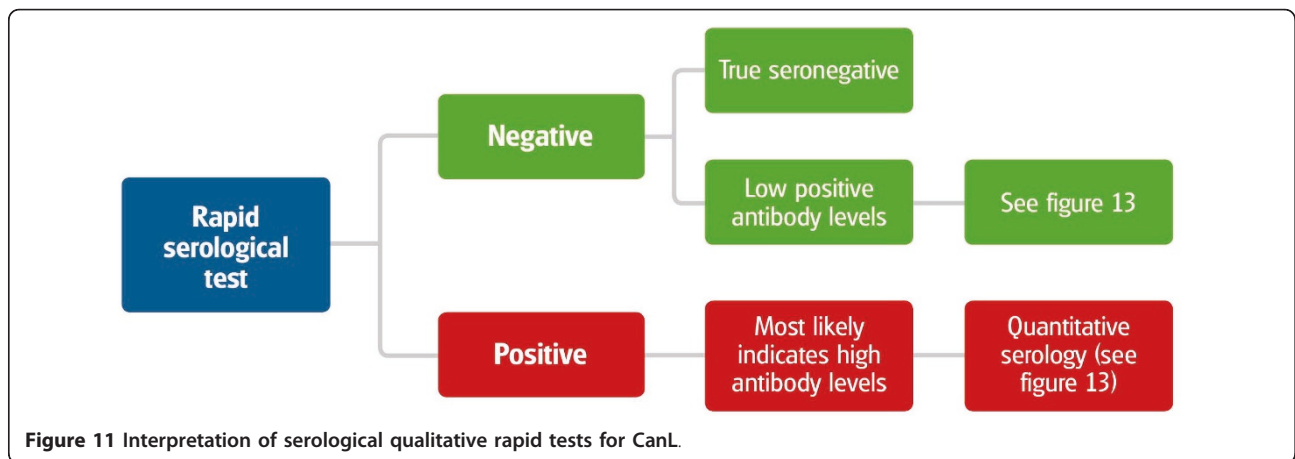 Rapid
serological
test
Negative
True seronegative
Low positive
antibody levels
See figure 13
Positive
Most likely
indicates high
antibody levels
Quantitative
serology (see
figure 13)
Figure 11 Interpretation of serological qualitative rapid tests for CanL.